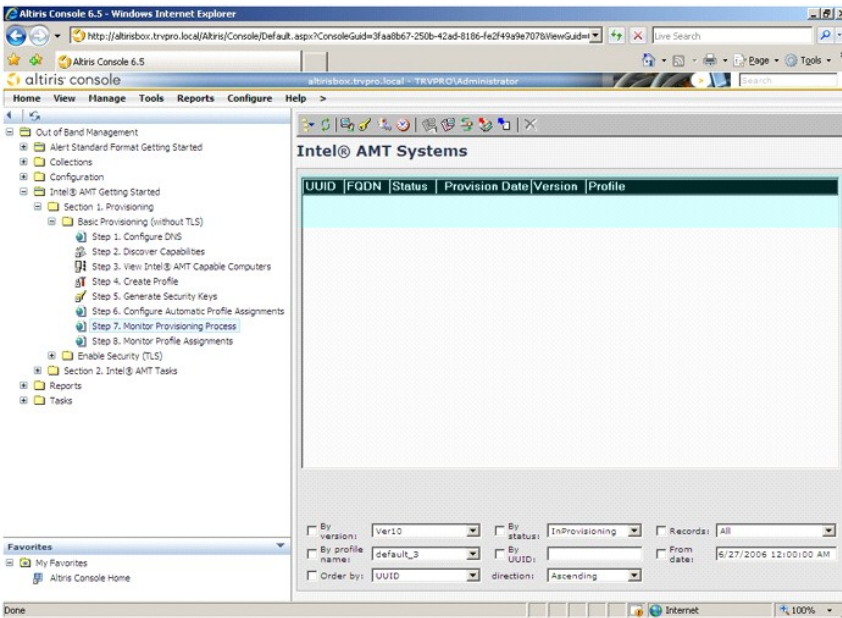 Altiris Console 6.5 - Windows Internet Explorer
http://altirisbox.trvpro.local/Altiris/Console/Default.aspx?ConsoleGuid=3faa8b67-250b-42ad-8186-fe2f49a9e707&ViewGuid=
Live Search
Altiris Console 6.5
Page
Tools
altiris console
altirisbox.trvpro.local - TRVPRO\Administrator
Search
Home View Manage Tools Reports Configure Help >
Out of Band Management
Alert Standard Format Getting Started
Collections
Configuration
Intel® AMT Getting Started
Section 1. Provisioning
Basic Provisioning (without TLS)
Step 1. Configure DNS
Step 2. Discover Capabilities
Step 3. View Intel® AMT Capable Computers
Step 4. Create Profile
Step 5. Generate Security Keys
Step 6. Configure Automatic Profile Assignments
Step 7. Monitor Provisioning Process
Step 8. Monitor Profile Assignments
Enable Security (TLS)
Section 2. Intel® AMT Tasks
Reports
Tasks
Intel® AMT Systems
UUID FQDN Status Provision Date Version Profile
By version: Ver10 By status: InProvisioning Records: All
By profile name: default_3 By UUID: From date: 6/27/2006 12:00:00 AM
Order by: UUID direction: Ascending
Favorites
My Favorites
Altiris Console Home
Done
Internet
100%